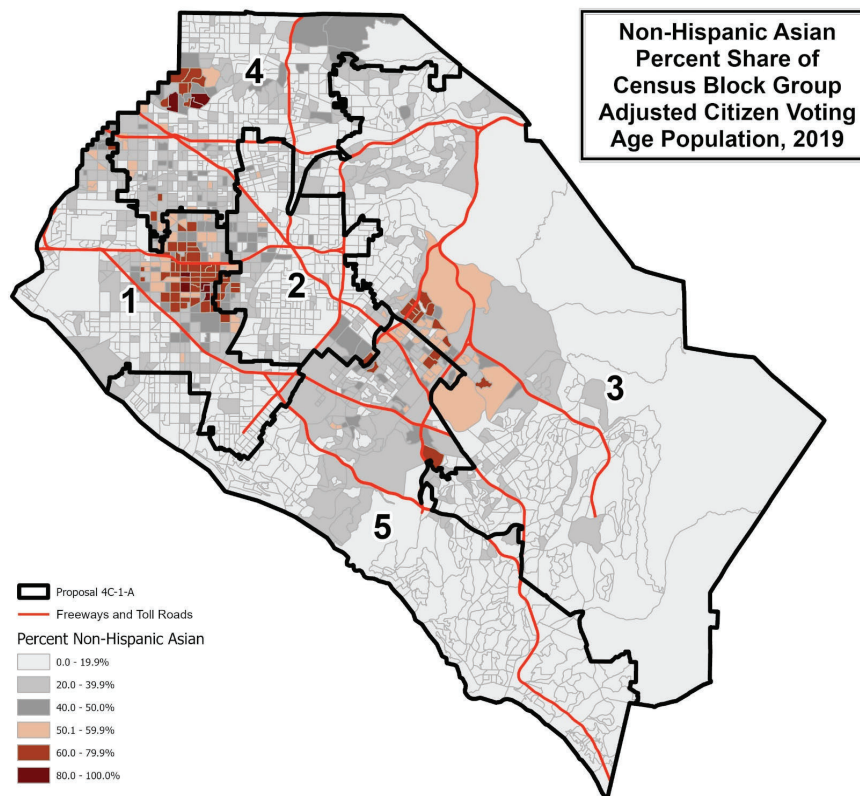 Non-Hispanic Asian
Percent Share of
Census Block Group
Adjusted Citizen Voting
Age Population, 2019
4
1
2
3
5
Proposal 4C-1-A
Freeways and Toll Roads
Percent Non-Hispanic Asian
0.0 - 19.9%
20.0 - 39.9%
40.0 - 50.0%
50.1 - 59.9%
60.0 - 79.9%
80.0 - 100.0%